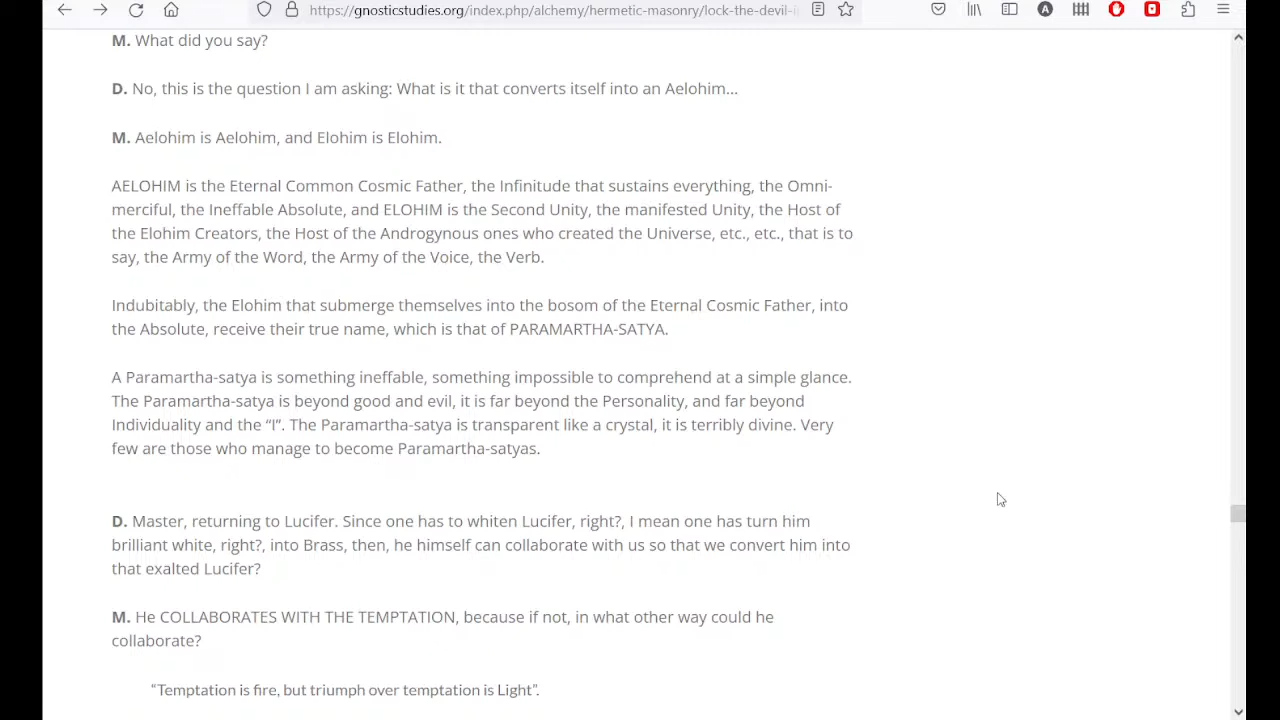 https://gnosticstudies.org/index.php/alchemy/hermetic-masonry/lock-the-devil-i
M. What did you say?
D. No, this is the question I am asking: What is it that converts itself into an Aelohim...
M. Aelohim is Aelohim, and Elohim is Elohim.
AELOHIM is the Eternal Common Cosmic Father, the Infinitude that sustains everything, the Omni-
merciful, the Ineffable Absolute, and ELOHIM is the Second Unity, the manifested Unity, the Host of
the Elohim Creators, the Host of the Androgynous ones who created the Universe, etc., etc., that is to
say, the Army of the Word, the Army of the Voice, the Verb.
Indubitably, the Elohim that submerge themselves into the bosom of the Eternal Cosmic Father, into
the Absolute, receive their true name, which is that of PARAMARTHA-SATYA.
A Paramartha-satya is something ineffable, something impossible to comprehend at a simple glance.
The Paramartha-satya is beyond good and evil, it is far beyond the Personality, and far beyond
Individuality and the “I”. The Paramartha-satya is transparent like a crystal, it is terribly divine. Very
few are those who manage to become Paramartha-satyas.
D. Master, returning to Lucifer. Since one has to whiten Lucifer, right?, I mean one has turn him
brilliant white, right?, into Brass, then, he himself can collaborate with us so that we convert him into
that exalted Lucifer?
M. He COLLABORATES WITH THE TEMPTATION, because if not, in what other way could he
collaborate?
“Temptation is fire, but triumph over temptation is Light”.